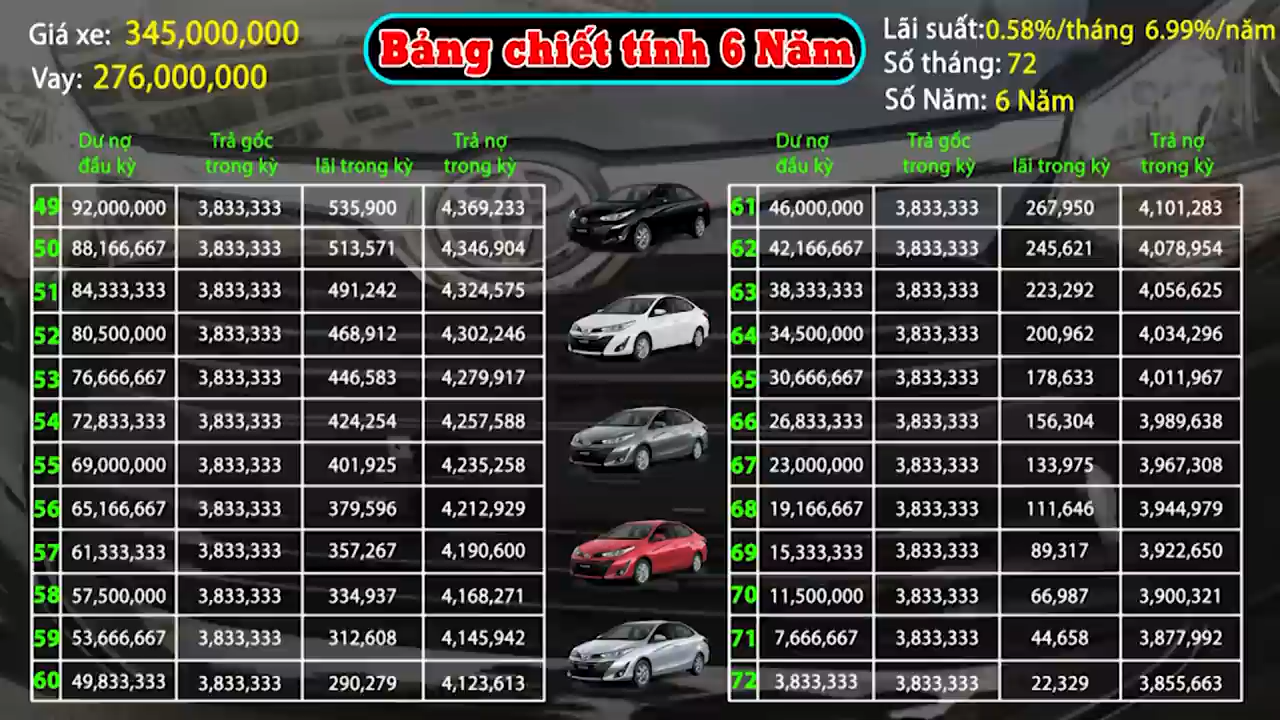 Giá xe: 345,000,000
Vay: 276,000,000
Bảng chiết tính 6 Năm
Lãi suất:0.58%/tháng 6.99%/năm
Số tháng: 72
Số Năm: 6 Năm
Dư nợ đầu kỳ Trả gốc trong kỳ lãi trong kỳ Trả nợ trong kỳ
49 92,000,000 3,833,333 535,900 4,369,233
50 88,166,667 3,833,333 513,571 4,346,904
51 84,333,333 3,833,333 491,242 4,324,575
52 80,500,000 3,833,333 468,912 4,302,246
53 76,666,667 3,833,333 446,583 4,279,917
54 72,833,333 3,833,333 424,254 4,257,588
55 69,000,000 3,833,333 401,925 4,235,258
56 65,166,667 3,833,333 379,596 4,212,929
57 61,333,333 3,833,333 357,267 4,190,600
58 57,500,000 3,833,333 334,937 4,168,271
59 53,666,667 3,833,333 312,608 4,145,942
60 49,833,333 3,833,333 290,279 4,123,613
Dư nợ đầu kỳ Trả gốc trong kỳ lãi trong kỳ Trả nợ trong kỳ
61 46,000,000 3,833,333 267,950 4,101,283
62 42,166,667 3,833,333 245,621 4,078,954
63 38,333,333 3,833,333 223,292 4,056,625
64 34,500,000 3,833,333 200,962 4,034,296
65 30,666,667 3,833,333 178,633 4,011,967
66 26,833,333 3,833,333 156,304 3,989,638
67 23,000,000 3,833,333 133,975 3,967,308
68 19,166,667 3,833,333 111,646 3,944,979
69 15,333,333 3,833,333 89,317 3,922,650
70 11,500,000 3,833,333 66,987 3,900,321
71 7,666,667 3,833,333 44,658 3,877,992
72 3,833,333 3,833,333 22,329 3,855,663